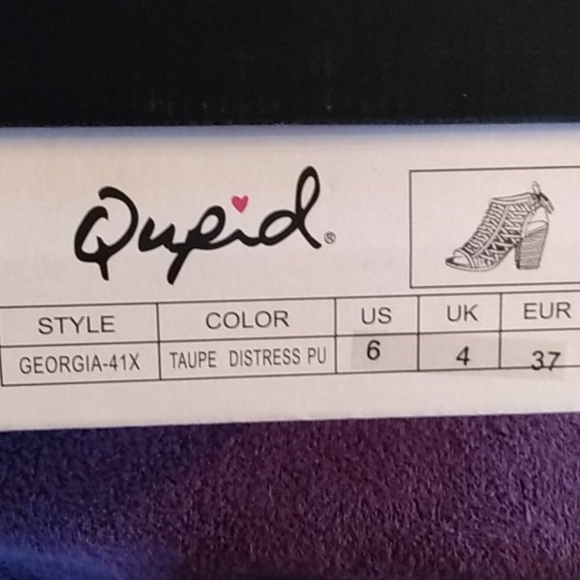 Qupid®
STYLE COLOR US UK EUR
GEORGIA-41X TAUPE DISTRESS PU 6 4 37